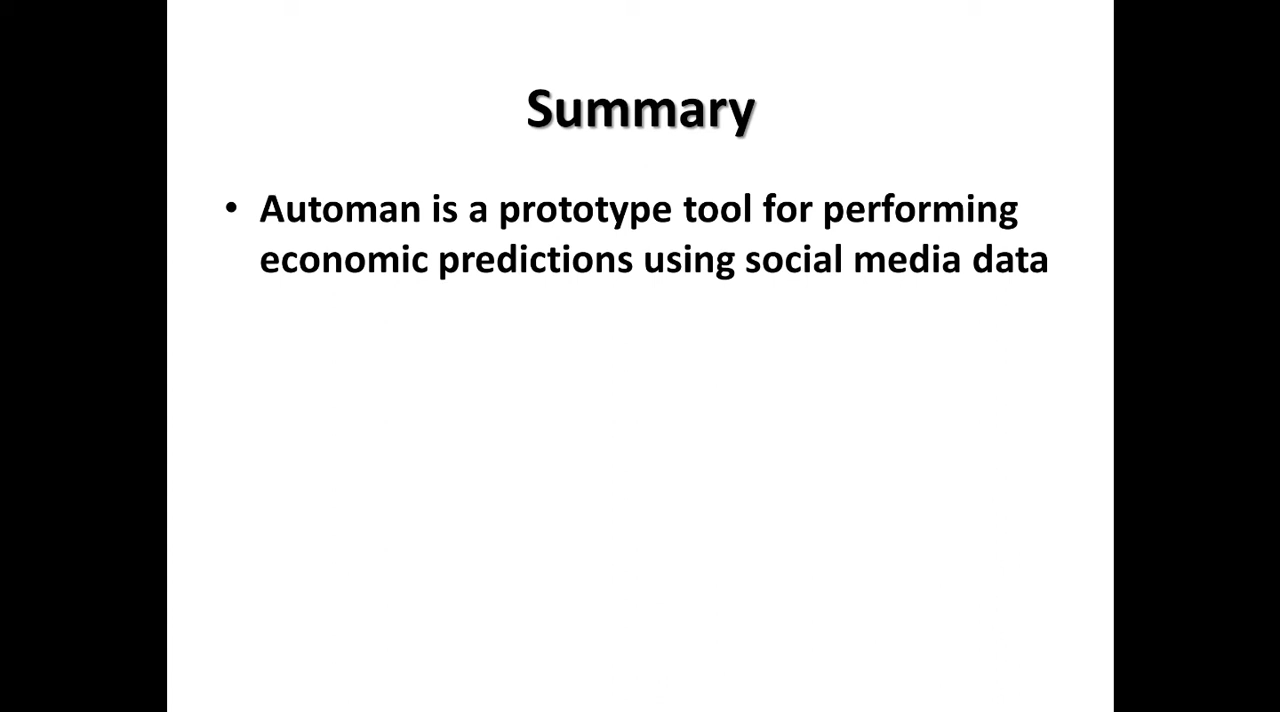 Summary
• Automan is a prototype tool for performing
economic predictions using social media data